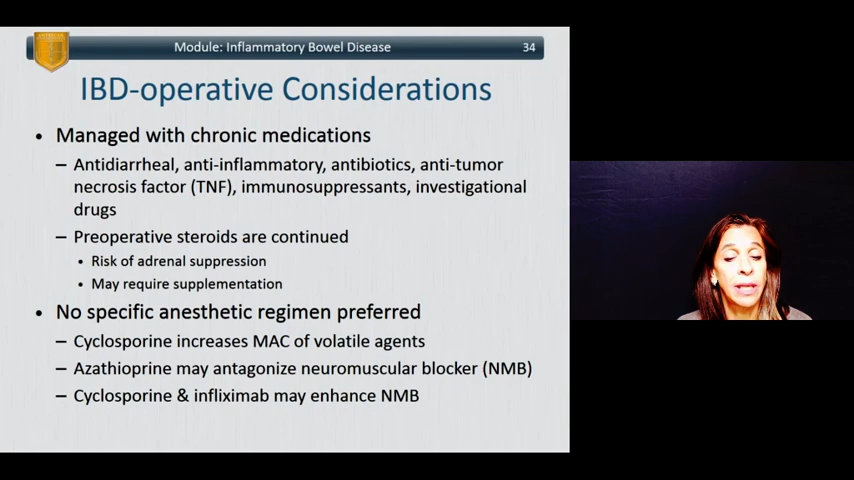 Module: Inflammatory Bowel Disease
34
IBD-operative Considerations
• Managed with chronic medications
– Antidiarrheal, anti-inflammatory, antibiotics, anti-tumor
necrosis factor (TNF), immunosuppressants, investigational
drugs
– Preoperative steroids are continued
• Risk of adrenal suppression
• May require supplementation
• No specific anesthetic regimen preferred
– Cyclosporine increases MAC of volatile agents
– Azathioprine may antagonize neuromuscular blocker (NMB)
– Cyclosporine & infliximab may enhance NMB